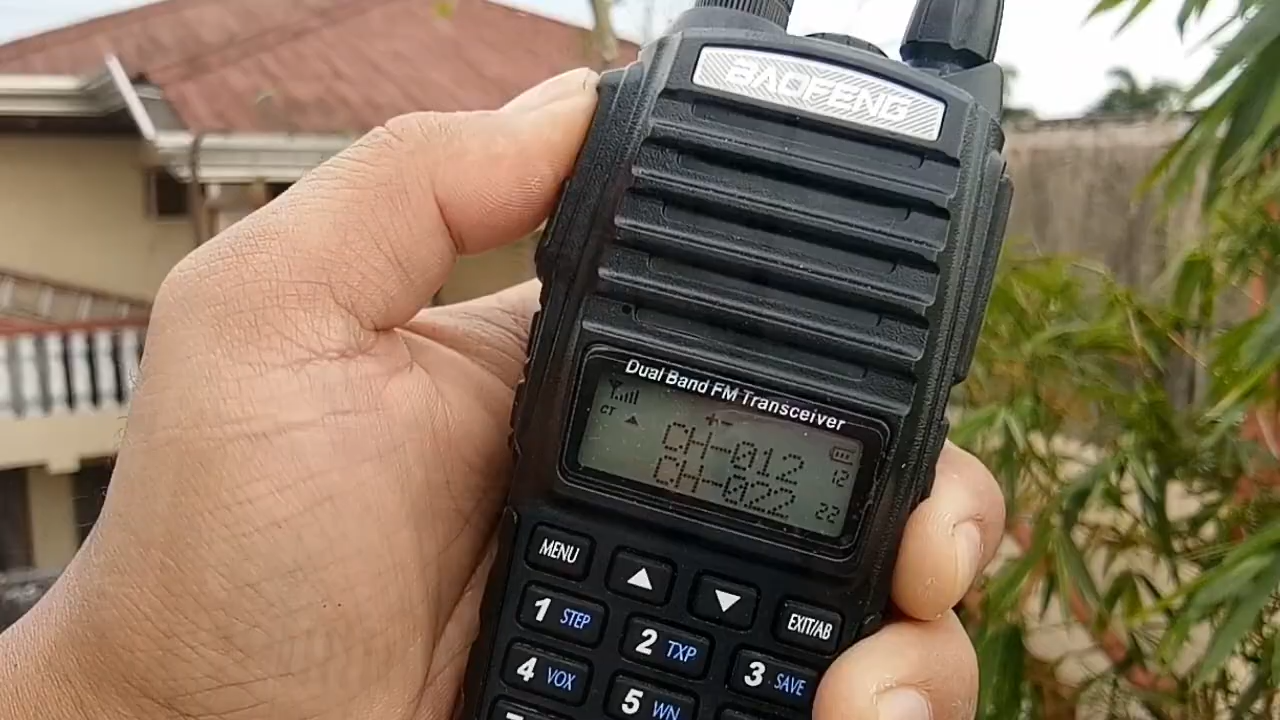 BAOFENG
Dual Band FM Transceiver
CT
+-
CH-012 12
CH-022 22
MENU
EXIT/AB
1 STEP
2 TXP
3 SAVE
4 VOX
5 WN